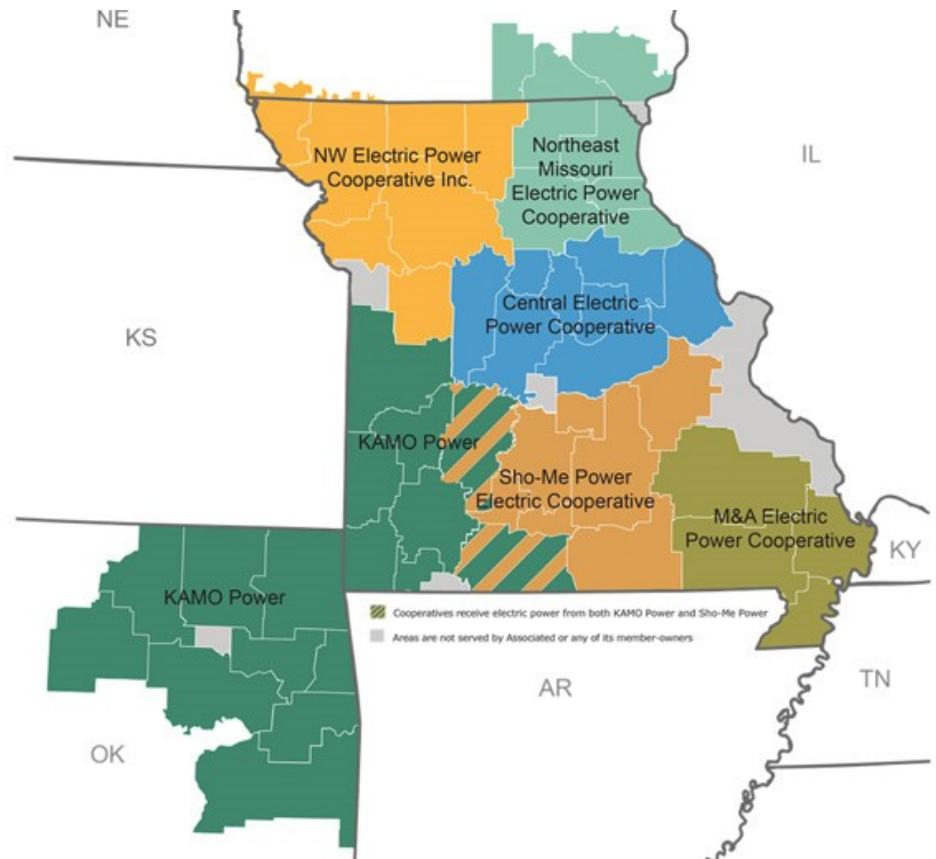 NE
NW Electric Power
Cooperative Inc.
Northeast
Missouri
Electric Power
Cooperative
IL
Central Electric
Power Cooperative
KS
KAMO Power
Sho-Me Power
Electric Cooperative
M&A Electric
Power Cooperative
KY
KAMO Power
Cooperatives receive electric power from both KAMO Power and Sho-Me Power
Areas are not served by Associated or any of its member-owners
AR
TN
OK